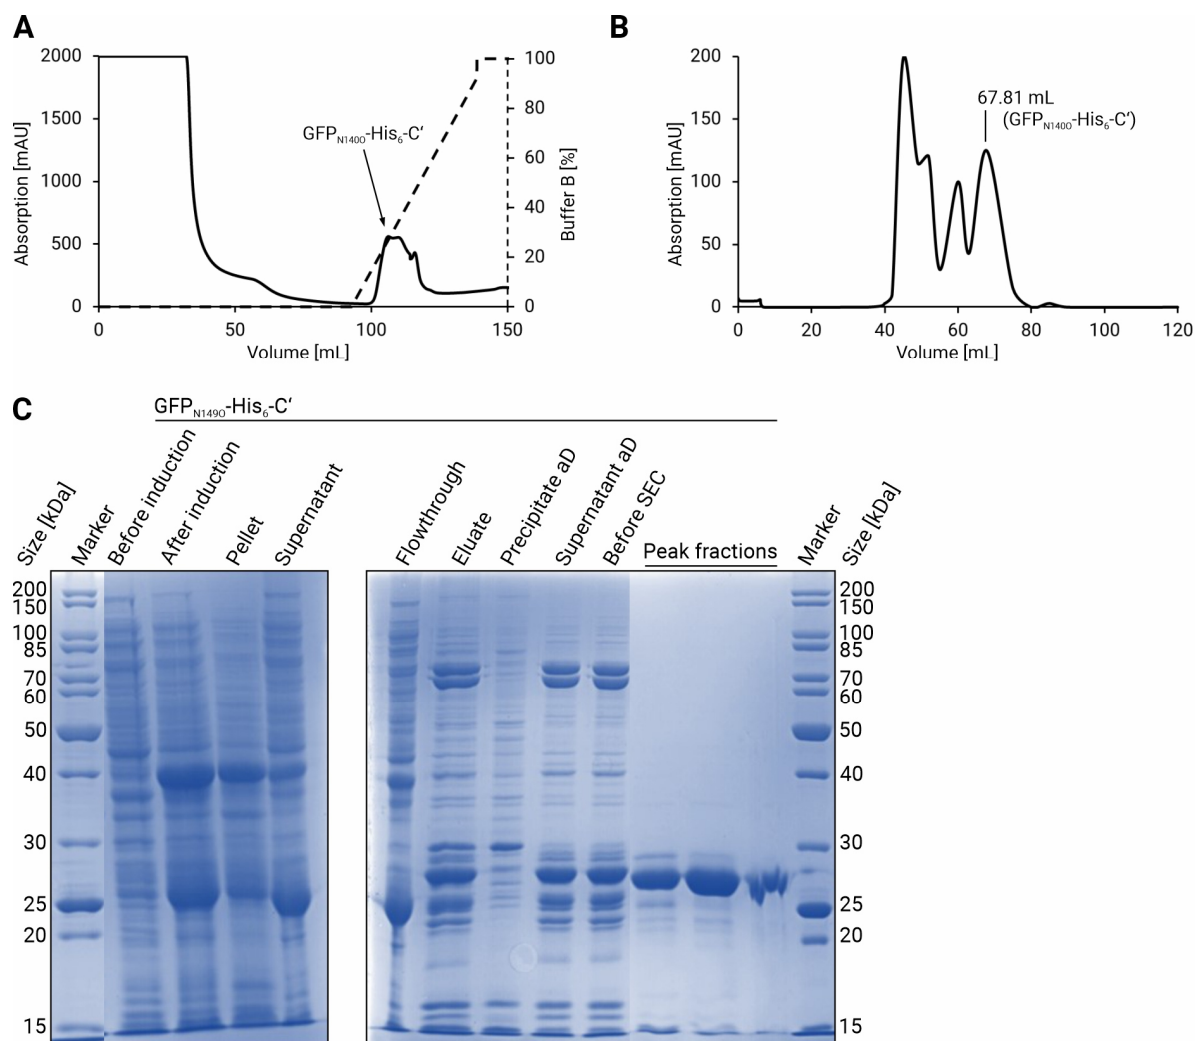 A
2000
1500
1000
500
0
Absorption [mAU]
0
50
100
150
Volume [mL]
100
80
60
40
20
0
Buffer B [%]
GFPN1400-His6-C‘
B
200
150
100
50
0
Absorption [mAU]
0
20
40
60
80
100
120
Volume [mL]
67.81 mL
(GFPN1400-His6-C‘)
C
GFPN1490-His6-C‘
Size [kDa]
Marker
Before induction
After induction
Pellet
Supernatant
Flowthrough
Eluate
Precipitate aD
Supernatant aD
Before SEC
Peak fractions
Marker
Size [kDa]
200
150
100
85
70
60
50
40
30
25
20
15
200
150
100
85
70
60
50
40
30
25
20
15